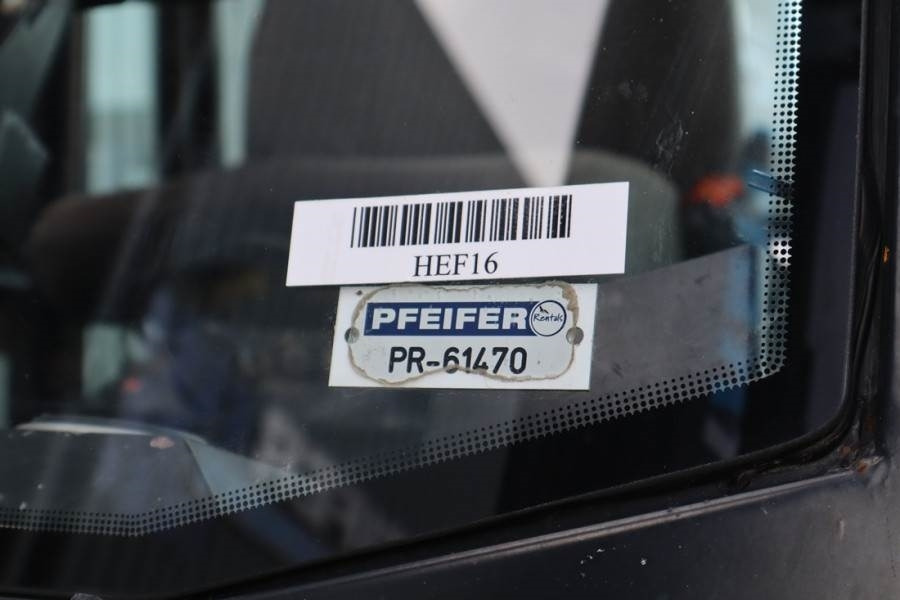 HEF16
PFEIFER Rentals
PR-61470